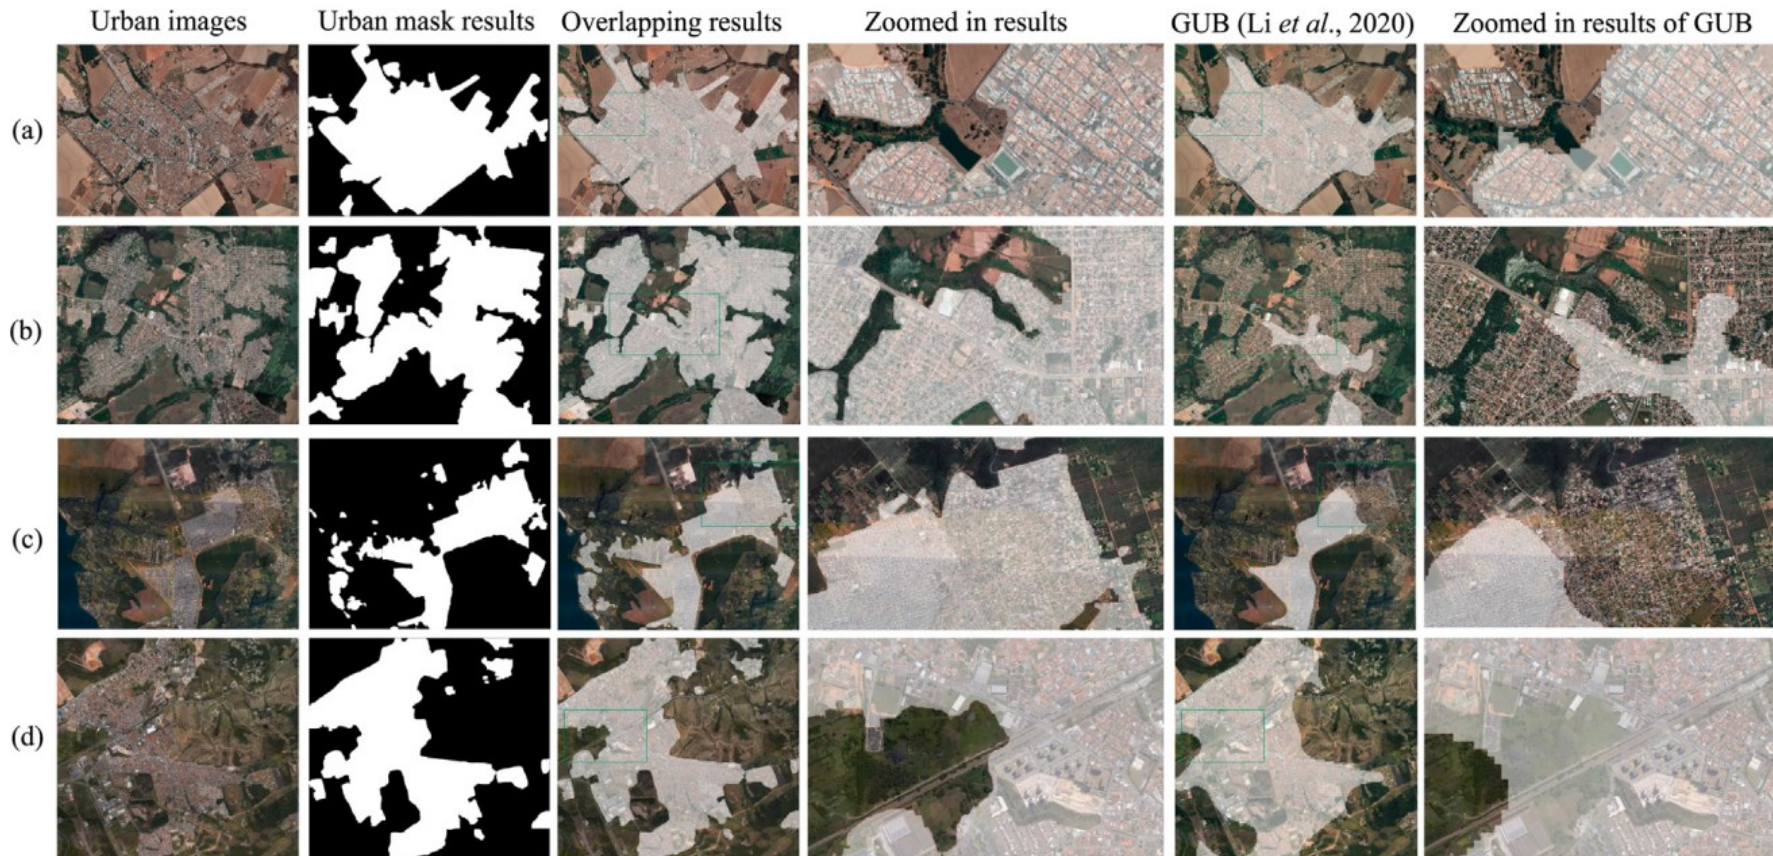 Urban images
Urban mask results
Overlapping results
Zoomed in results
GUB (Li et al., 2020)
Zoomed in results of GUB
(a)
(b)
(c)
(d)